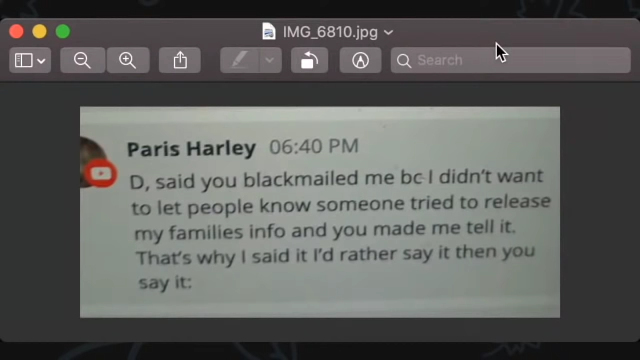 IMG_6810.jpg
Search
Paris Harley 06:40 PM
D, said you blackmailed me bc I didn't want
to let people know someone tried to release
my families info and you made me tell it.
That's why I said it I'd rather say it then you
say it: